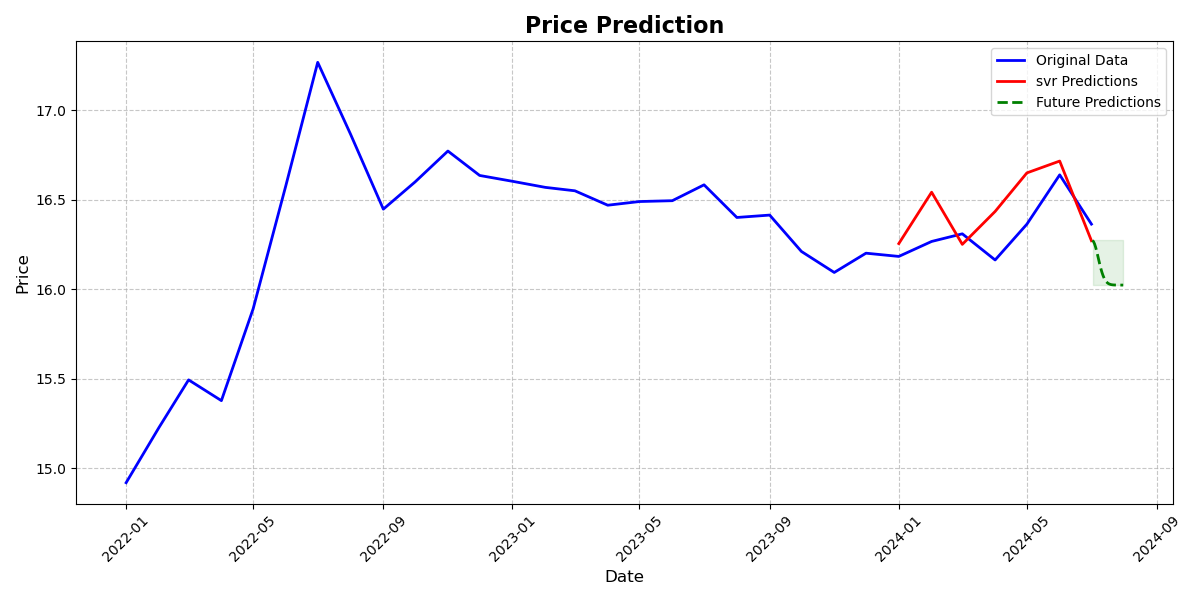 Price Prediction
Original Data
svr Predictions
Future Predictions
Price
17.0
16.5
16.0
15.5
15.0
2022-01
2022-05
2022-09
2023-01
2023-05
2023-09
2024-01
2024-05
2024-09
Date